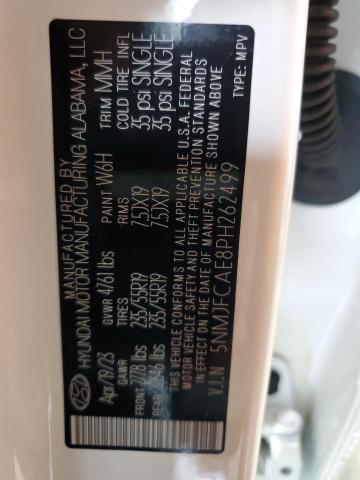 MANUFACTURED BY
HYUNDAI MOTOR MANUFACTURING ALABAMA, LLC
Apr/19/23 GVWR 4761 lbs PAINT W6H TRIM MMH
GAWR TIRES RIMS COLD TIRE INFL
FRONT 2778 lbs 235/55R19 7.5JX19 35 psi SINGLE
REAR lbs 235/55R19 7.5JX19 35 psi SINGLE
THIS VEHICLE CONFORMS TO ALL APPLICABLE U.S.A. FEDERAL
MOTOR VEHICLE SAFETY AND THEFT PREVENTION STANDARDS
IN EFFECT ON THE DATE OF MANUFACTURE SHOWN ABOVE
V.I.N 5NMJFCAE8PH262499 TYPE: MPV